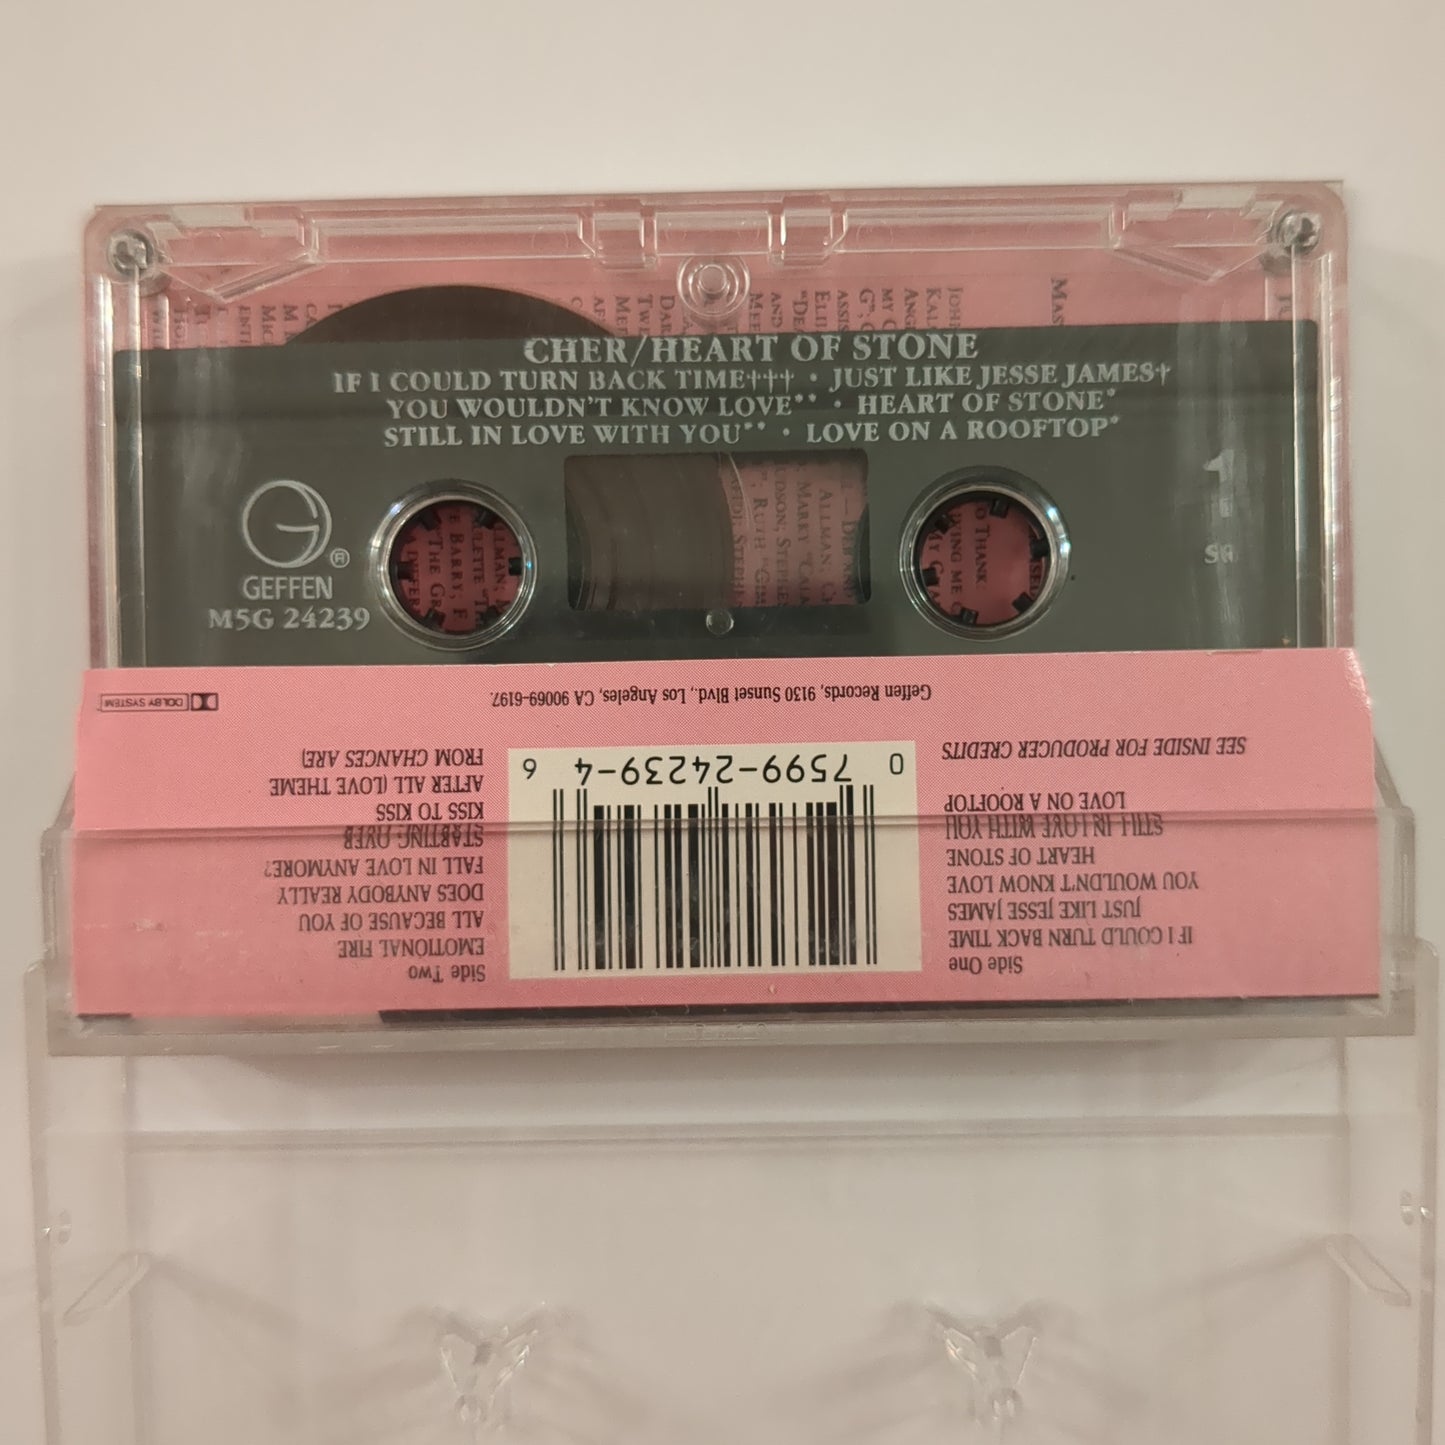 CHER/HEART OF STONE
IF I COULD TURN BACK TIME††† • JUST LIKE JESSE JAMES†
YOU WOULDN'T KNOW LOVE** • HEART OF STONE*
STILL IN LOVE WITH YOU** • LOVE ON A ROOFTOP*
1
GEFFEN®
M5G 24239
Geffen Records, 9130 Sunset Blvd., Los Angeles, CA 90069-6197.
DOLBY SYSTEM
Side One
IF I COULD TURN BACK TIME
JUST LIKE JESSE JAMES
YOU WOULDN'T KNOW LOVE
HEART OF STONE
STILL IN LOVE WITH YOU
LOVE ON A ROOFTOP
SEE INSIDE FOR PRODUCER CREDITS
0 7599-24239-4 6
Side Two
EMOTIONAL FIRE
ALL BECAUSE OF YOU
DOES ANYBODY REALLY
FALL IN LOVE ANYMORE?
STARTING OVER
KISS TO KISS
AFTER ALL (LOVE THEME
FROM CHANCES ARE)